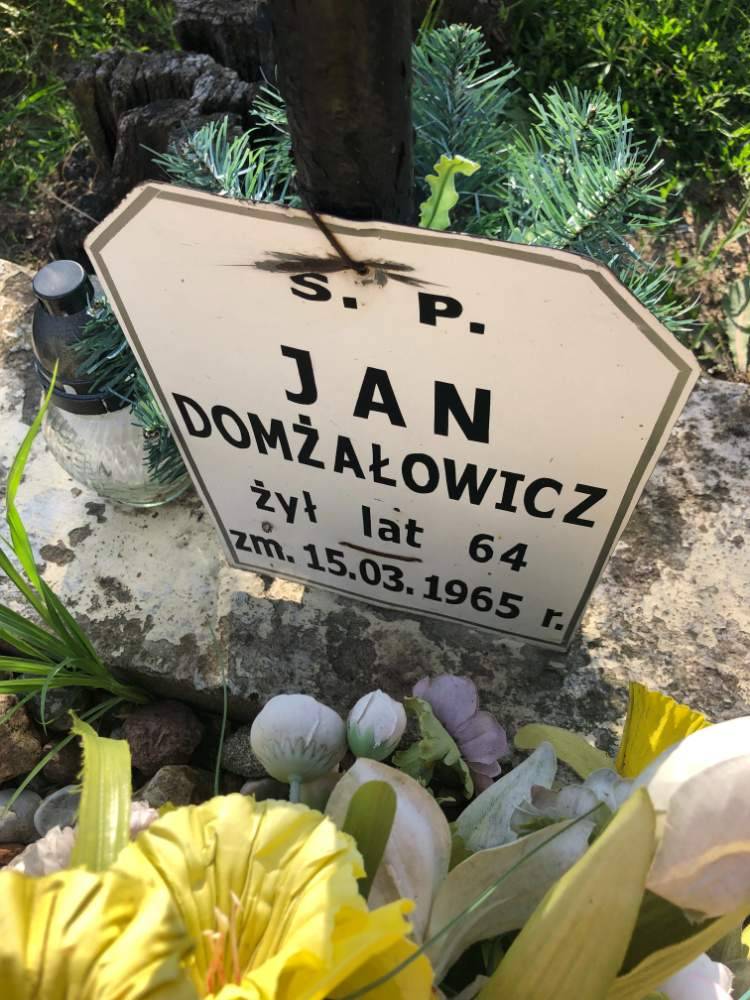 Ś. P.
JAN
DOMŻAŁOWICZ
żył lat 64
zm. 15.03.1965 r.